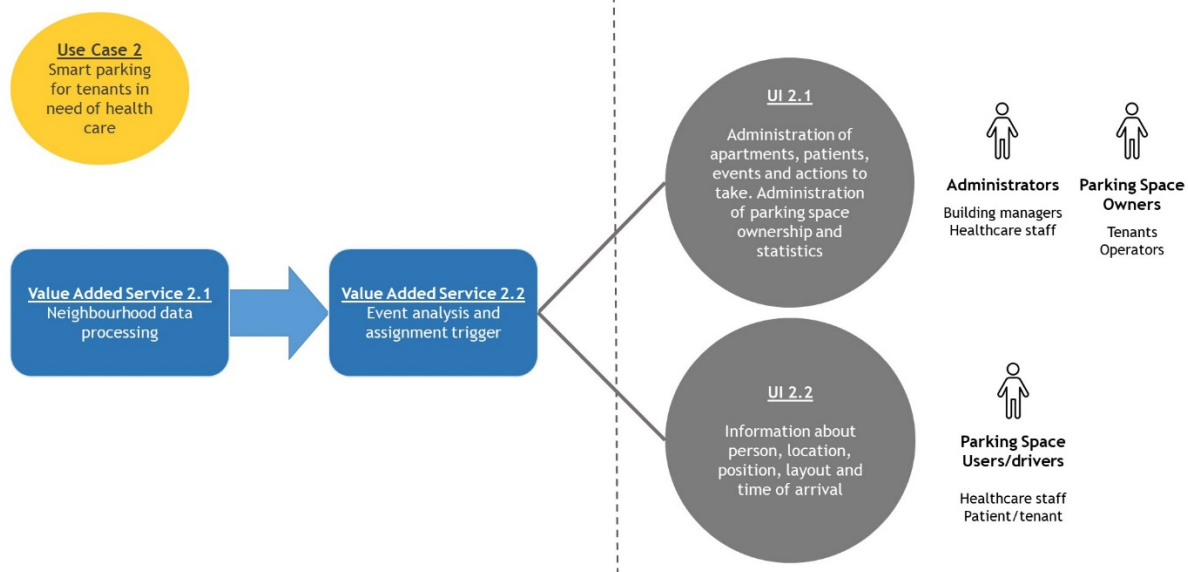 Use Case 2
Smart parking
for tenants in
need of health
care
Value Added Service 2.1
Neighbourhood data
processing
Value Added Service 2.2
Event analysis and
assignment trigger
UI 2.1
Administration of
apartments, patients,
events and actions to
take. Administration
of parking space
ownership and
statistics
Administrators
Building managers
Healthcare staff
Parking Space
Owners
Tenants
Operators
UI 2.2
Information about
person, location,
position, layout and
time of arrival
Parking Space
Users/drivers
Healthcare staff
Patient/tenant